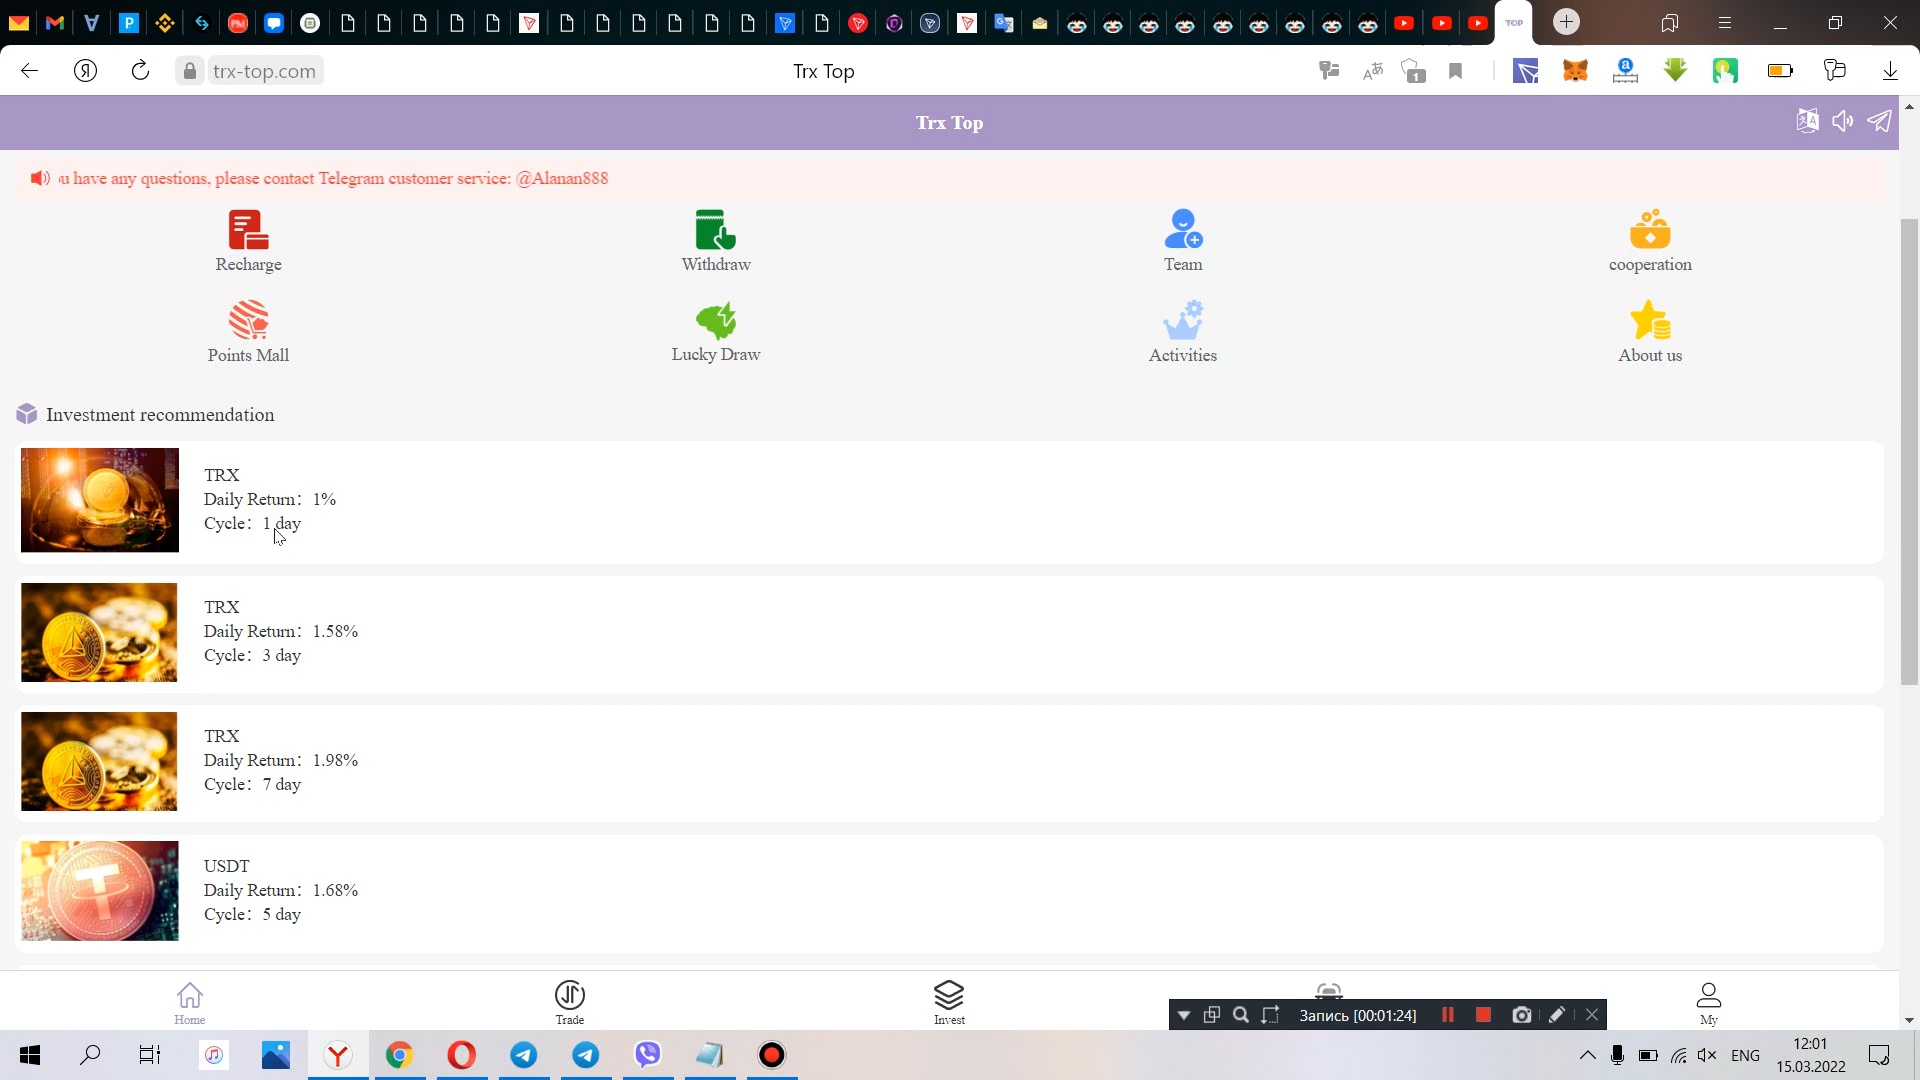 TOP
trx-top.com
Trx Top
1
Trx Top
u have any questions, please contact Telegram customer service: @Alanan888
Recharge
Withdraw
Team
cooperation
Points Mall
Lucky Draw
Activities
About us
Investment recommendation
TRX
Daily Return: 1%
Cycle: 1 day
TRX
Daily Return: 1.58%
Cycle: 3 day
TRX
Daily Return: 1.98%
Cycle: 7 day
USDT
Daily Return: 1.68%
Cycle: 5 day
Home
Trade
Invest
My
Запись [00:01:24]
ENG
12:01
15.03.2022